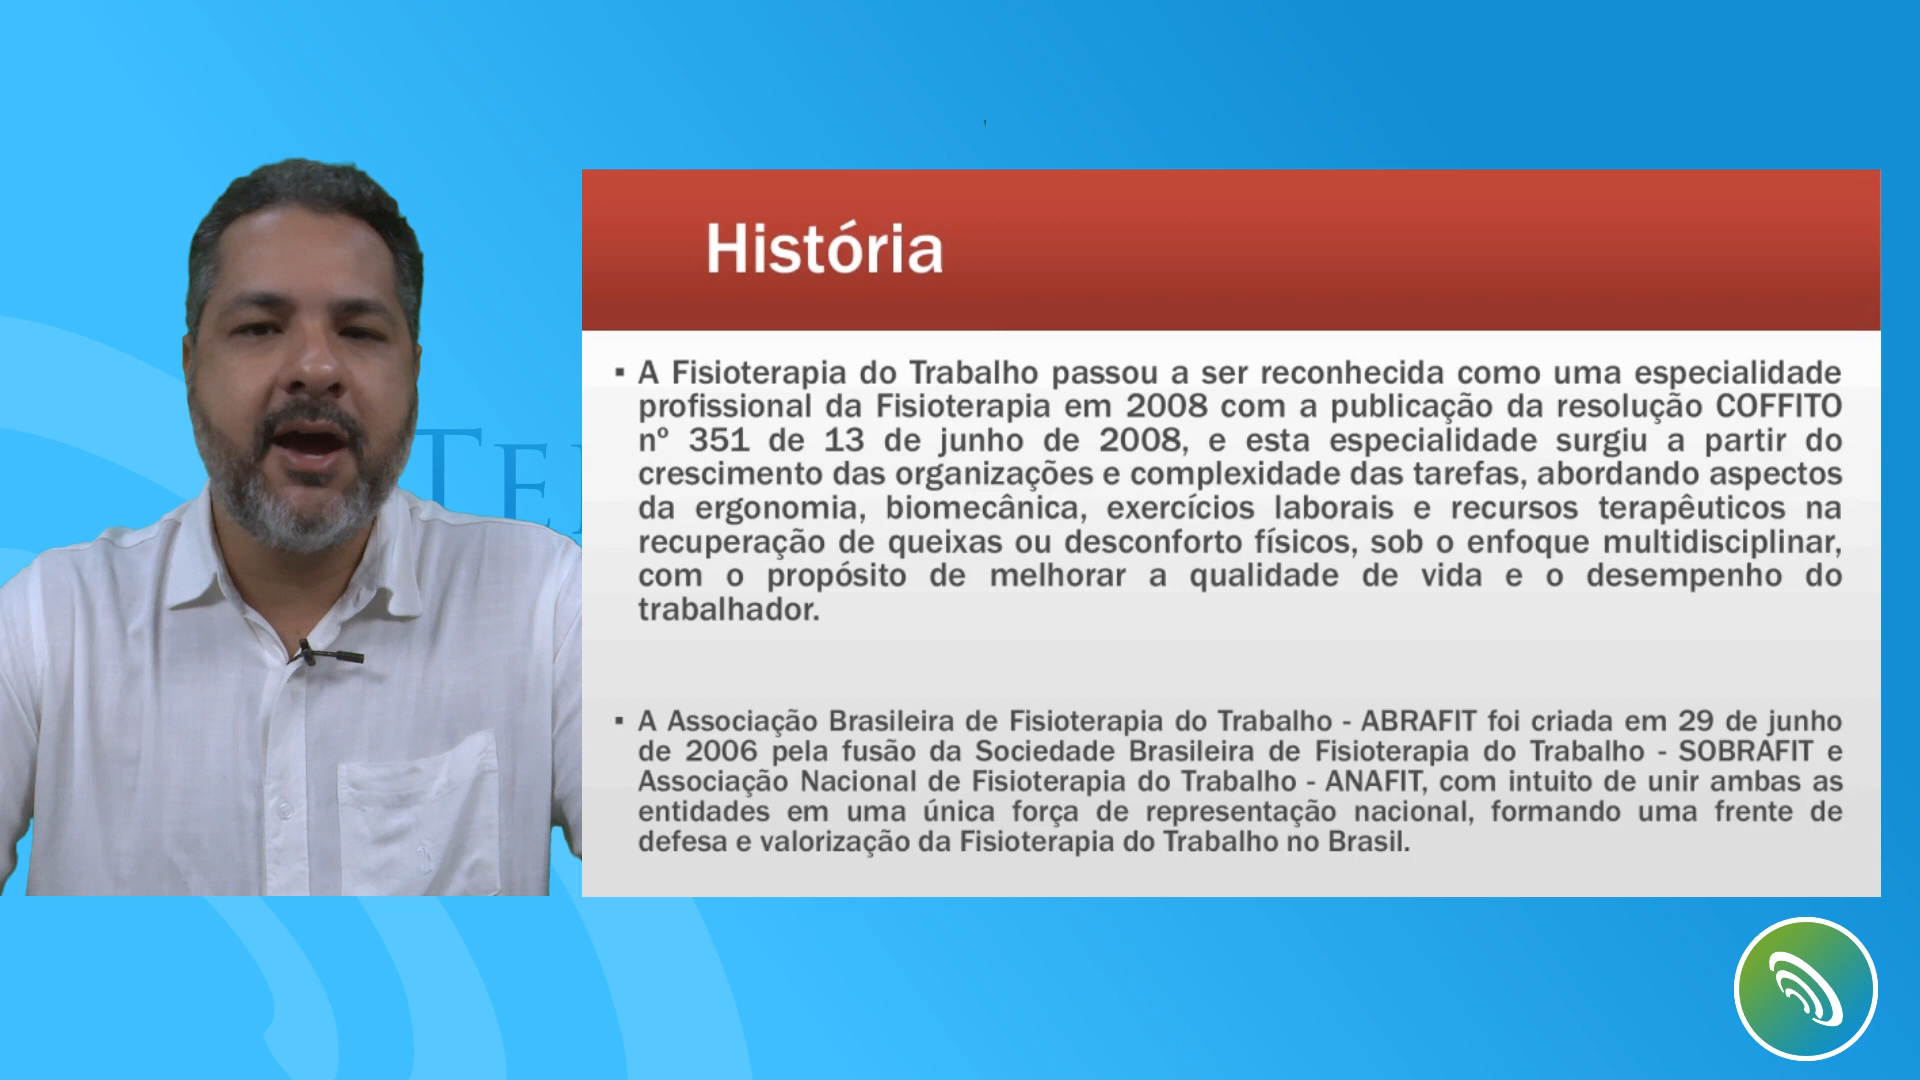 História
▪ A Fisioterapia do Trabalho passou a ser reconhecida como uma especialidade
profissional da Fisioterapia em 2008 com a publicação da resolução COFFITO
nº 351 de 13 de junho de 2008, e esta especialidade surgiu a partir do
crescimento das organizações e complexidade das tarefas, abordando aspectos
da ergonomia, biomecânica, exercícios laborais e recursos terapêuticos na
recuperação de queixas ou desconforto físicos, sob o enfoque multidisciplinar,
com o propósito de melhorar a qualidade de vida e o desempenho do
trabalhador.
▪ A Associação Brasileira de Fisioterapia do Trabalho - ABRAFIT foi criada em 29 de junho
de 2006 pela fusão da Sociedade Brasileira de Fisioterapia do Trabalho - SOBRAFIT e
Associação Nacional de Fisioterapia do Trabalho - ANAFIT, com intuito de unir ambas as
entidades em uma única força de representação nacional, formando uma frente de
defesa e valorização da Fisioterapia do Trabalho no Brasil.